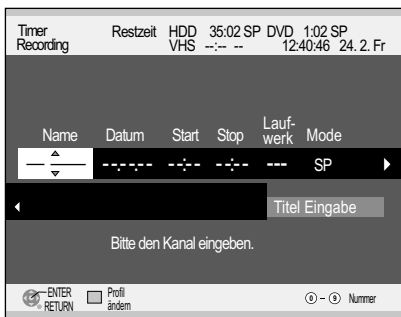 Timer Recording Restzeit HDD 35:02 SP DVD 1:02 SP
VHS --:-- -- 12:40:46 24. 2. Fr
Name Datum Start Stop Lauf-werk Mode
— --.--.-- --:-- --:-- --- SP
Titel Eingabe
Bitte den Kanal eingeben.
ENTER RETURN Profil ändern 0 – 9 Nummer